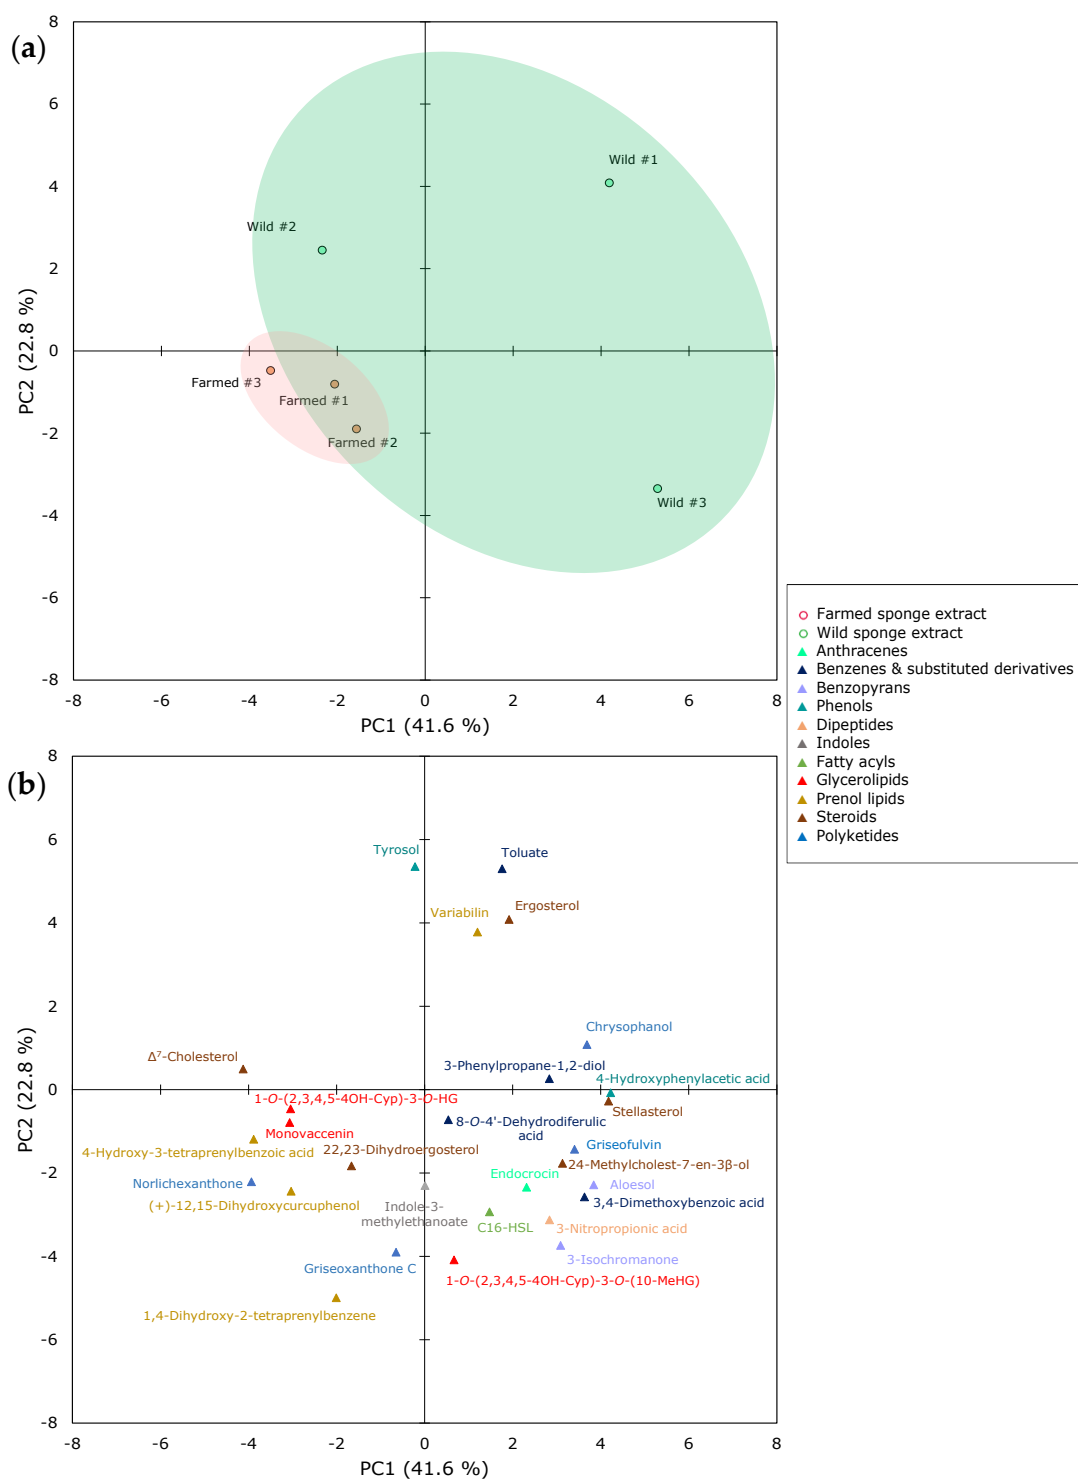 (a)
8
6
4
2
0
-2
-4
-6
-8
PC2 (22.8 %)
Wild #1
Wild #2
Farmed #3
Farmed #1
Farmed #2
Wild #3
-8
-6
-4
-2
0
2
4
6
8
PC1 (41.6 %)
Farmed sponge extract
Wild sponge extract
Anthracenes
Benzenes & substituted derivatives
Benzopyrans
Phenols
Dipeptides
Indoles
Fatty acyls
Glycerolipids
Prenol lipids
Steroids
Polyketides
(b)
8
6
4
2
0
-2
-4
-6
-8
PC2 (22.8 %)
Tyrosol
Toluate
Variabilin
Ergosterol
Chrysophanol
Δ⁷-Cholesterol
3-Phenylpropane-1,2-diol
4-Hydroxyphenylacetic acid
1-O-(2,3,4,5-4OH-Cyp)-3-O-HG
Stellasterol
Monovaccenin
8-O-4'-Dehydrodiferulic
acid
4-Hydroxy-3-tetraprenylbenzoic acid
22,23-Dihydroergosterol
Griseofulvin
24-Methylcholest-7-en-3β-ol
Norlichexanthone
Endocrocin
Aloesol
(+)-12,15-Dihydroxycurcuphenol
Indole-3-
methylethanoate
3,4-Dimethoxybenzoic acid
C16-HSL
3-Nitropropionic acid
Griseoxanthone C
3-Isochromanone
1-O-(2,3,4,5-4OH-Cyp)-3-O-(10-MeHG)
1,4-Dihydroxy-2-tetraprenylbenzene
-8
-6
-4
-2
0
2
4
6
8
PC1 (41.6 %)